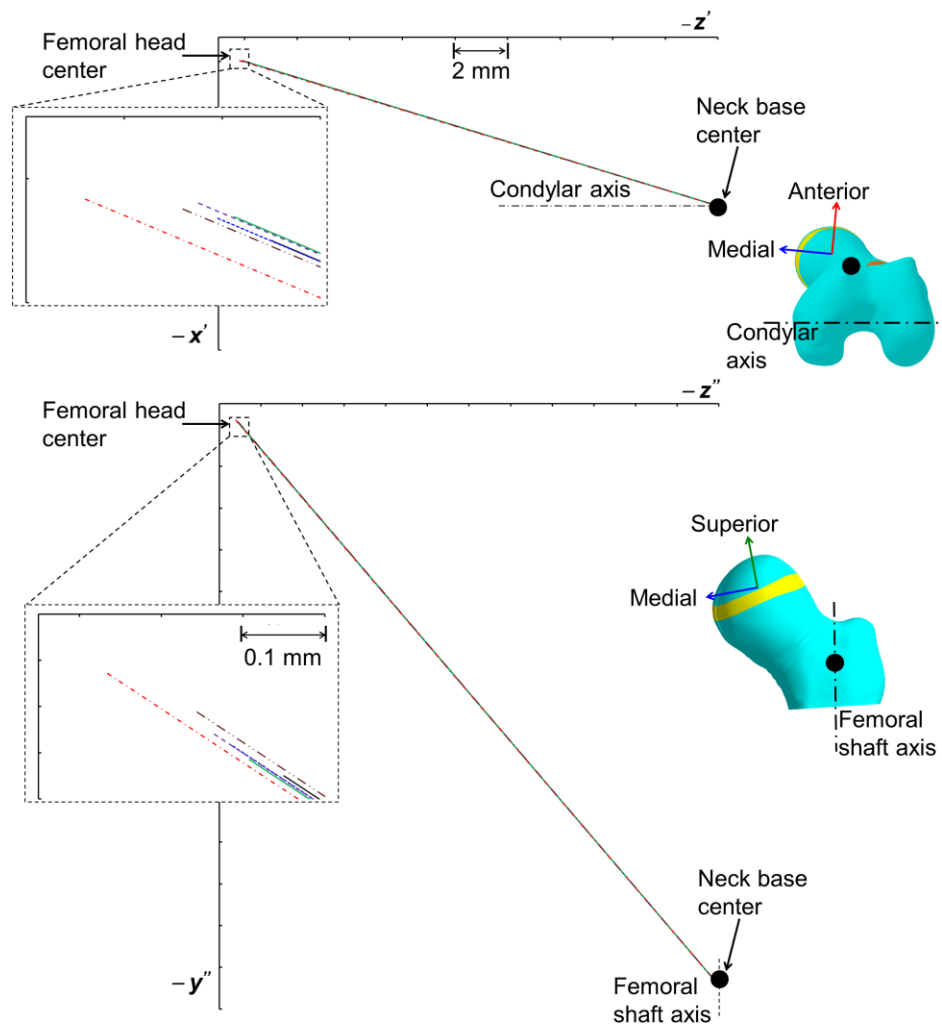 – z'
Femoral head
center
2 mm
Neck base
center
Condylar axis
Anterior
Medial
– x'
Condylar
axis
– z"
Femoral head
center
Superior
Medial
0.1 mm
Femoral
shaft axis
Neck base
center
– y"
Femoral
shaft axis